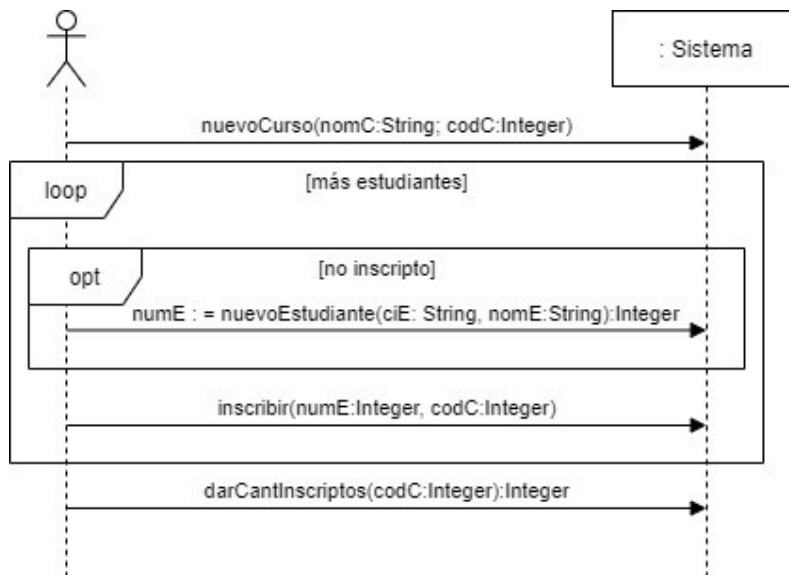 : Sistema
nuevoCurso(nomC:String; codC:Integer)
loop
[más estudiantes]
opt
[no inscripto]
numE : = nuevoEstudiante(ciE: String, nomE:String):Integer
inscribir(numE:Integer, codC:Integer)
darCantInscriptos(codC:Integer):Integer